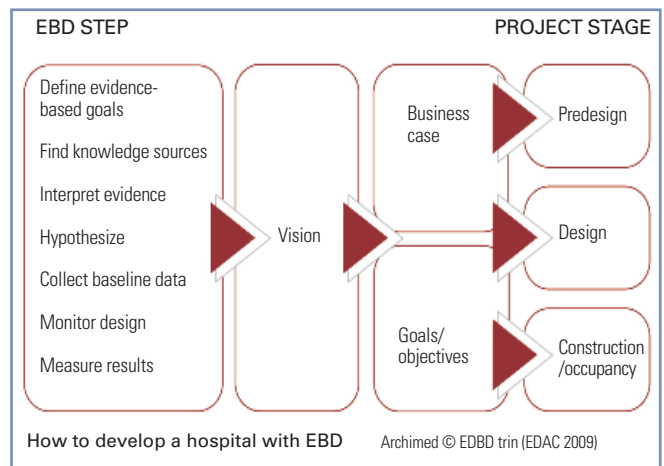 EBD STEP
PROJECT STAGE
Define evidence-
based goals
Find knowledge sources
Interpret evidence
Hypothesize
Collect baseline data
Monitor design
Measure results
Vision
Business
case
Goals/
objectives
Predesign
Design
Construction
/occupancy
How to develop a hospital with EBD
Archimed © EDBD trin (EDAC 2009)